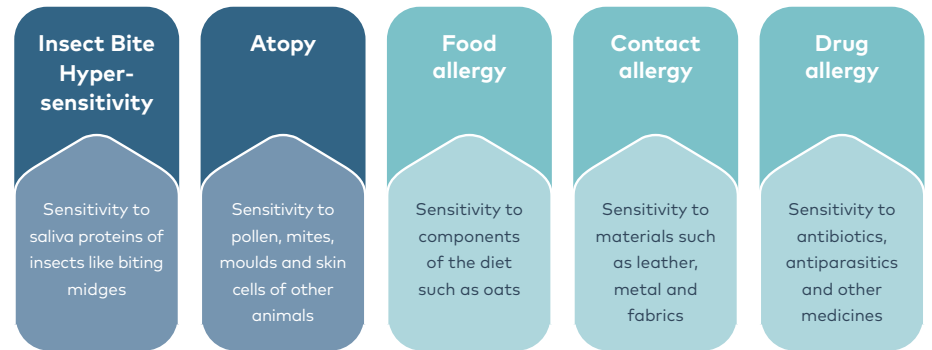 Insect Bite
Hyper-
sensitivity
Sensitivity to
saliva proteins of
insects like biting
midges
Atopy
Sensitivity to
pollen, mites,
moulds and skin
cells of other
animals
Food
allergy
Sensitivity to
components
of the diet
such as oats
Contact
allergy
Sensitivity to
materials such
as leather,
metal and
fabrics
Drug
allergy
Sensitivity to
antibiotics,
antiparasitics
and other
medicines